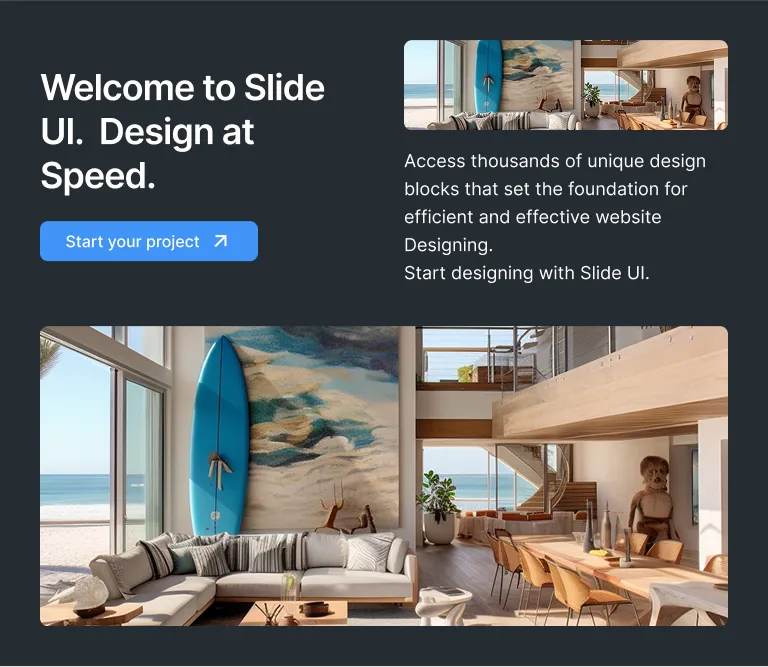 Welcome to Slide
UI.  Design at
Speed.
Start your project
Access thousands of unique design
blocks that set the foundation for
efficient and effective website
Designing.
Start designing with Slide UI.